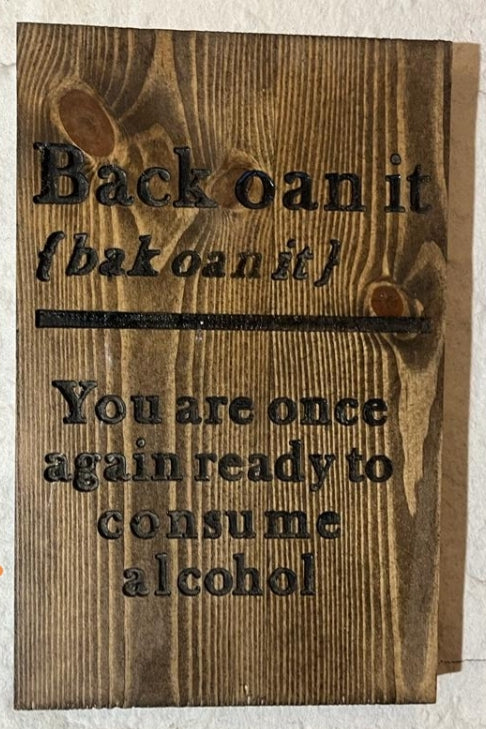 Back oan it
{bak oan it}
You are once
again ready to
consume
alcohol